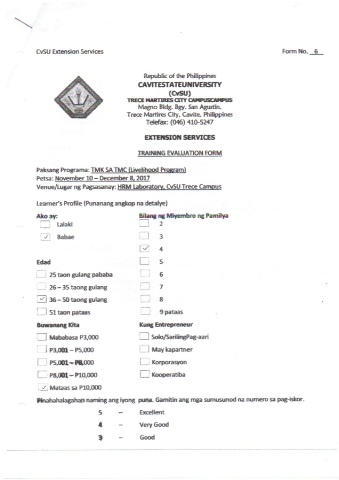 CvSU Extension Services Form No. 6
Republic of the Philippines
CAVITESTATEUNIVERSITY
(CvSU)
TRECE MARTIRES CITY CAMPUSCAMPUS
Magno Bldg. Bgy. San Agustin,
Trece Martires City, Cavite, Philippines
Telefax: (046) 410-5247
EXTENSION SERVICES
TRAINING EVALUATION FORM
Paksang Programa: TMK SA TMC (Livelihood Program)
Petsa: November 10 – December 8, 2017
Venue/Lugar ng Pagsasanay: HRM Laboratory, CvSU Trece Campus
Learner's Profile (Punanang angkop na detalye)
Ako ay: Bilang ng Miyembro ng Pamilya
Lalaki 2
✓ Babae 3
✓ 4
Edad 5
25 taon gulang pababa 6
26 – 35 taong gulang 7
✓ 36 – 50 taong gulang 8
51 taon pataas 9 pataas
Buwanang Kita Kung Entrepreneur
Mababasa P3,000 Solo/SarilingPag-aari
P3,001 – P5,000 May kapartner
P5,001 – P8,000 Korporasyon
P8,001 – P10,000 Kooperatiba
✓ Mataas sa P10,000
Pinahahalagahan naming ang iyong puna. Gamitin ang mga sumusunod na numero sa pag-iskor.
5 – Excellent
4 – Very Good
3 – Good